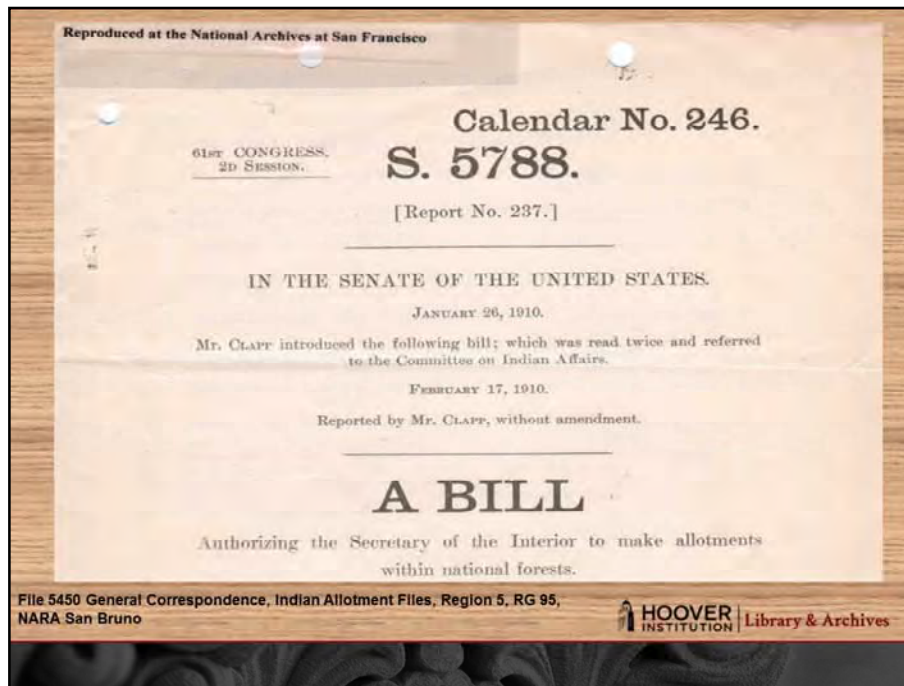 Reproduced at the National Archives at San Francisco
Calendar No. 246.
61ST CONGRESS,
2D SESSION.
S. 5788.
[Report No. 237.]
IN THE SENATE OF THE UNITED STATES.
JANUARY 26, 1910.
Mr. CLAPP introduced the following bill; which was read twice and referred
to the Committee on Indian Affairs.
FEBRUARY 17, 1910.
Reported by Mr. CLAPP, without amendment.
A BILL
Authorizing the Secretary of the Interior to make allotments
within national forests.
File 5450 General Correspondence, Indian Allotment Files, Region 5, RG 95,
NARA San Bruno
HOOVER
INSTITUTION
Library & Archives